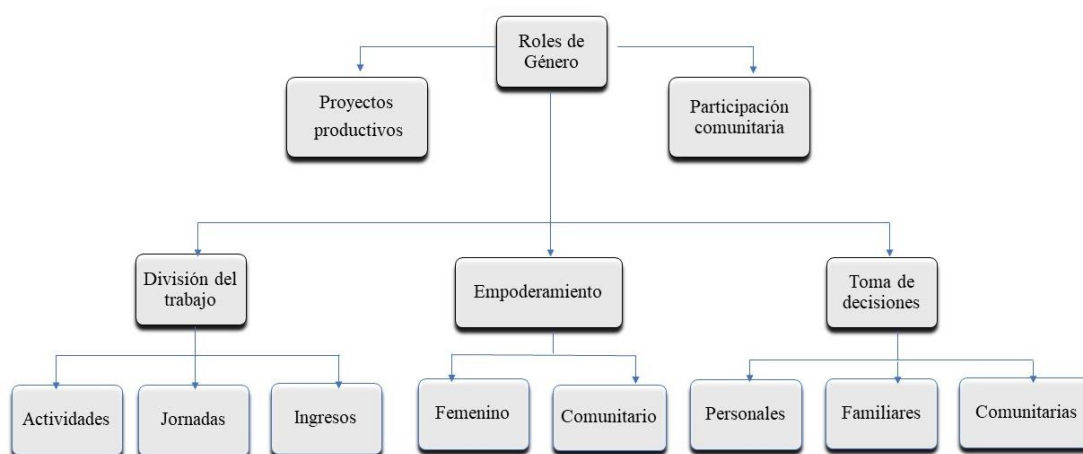 Roles de
Género
Proyectos
productivos
Participación
comunitaria
División del
trabajo
Empoderamiento
Toma de
decisiones
Actividades
Jornadas
Ingresos
Femenino
Comunitario
Personales
Familiares
Comunitarias